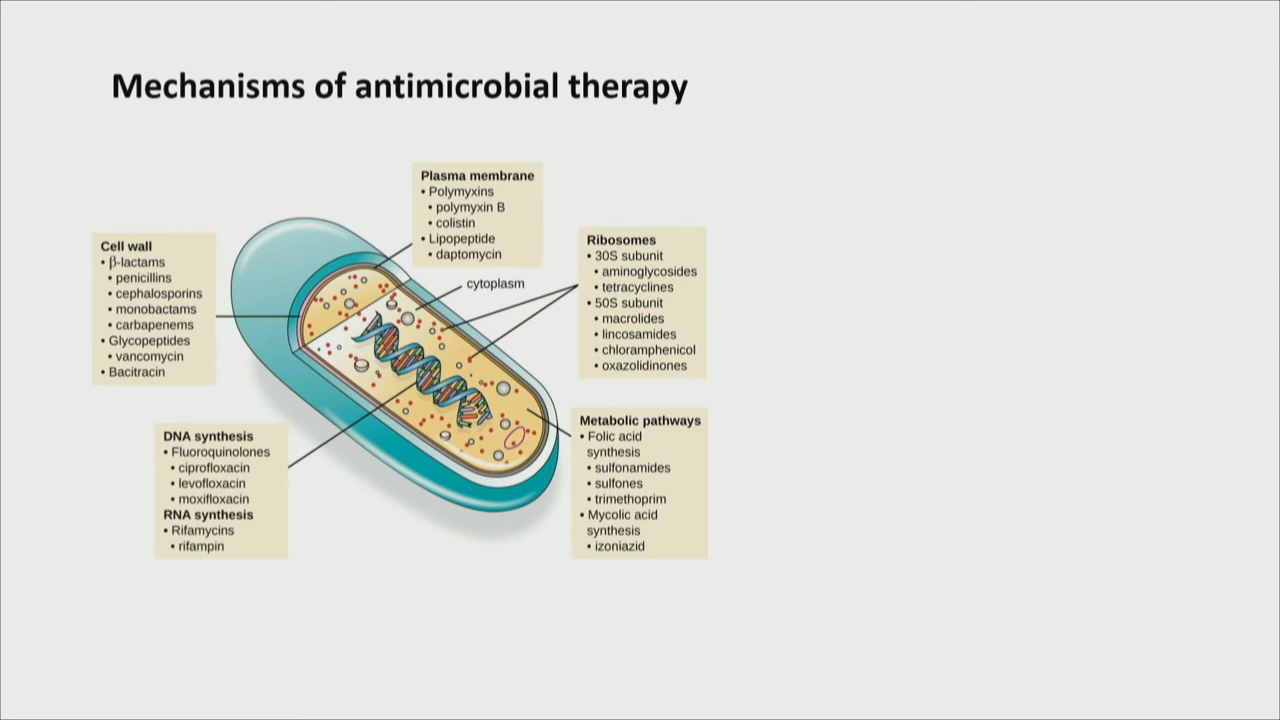 Mechanisms of antimicrobial therapy
Plasma membrane
• Polymyxins
• polymyxin B
• colistin
• Lipopeptide
• daptomycin
Cell wall
• β-lactams
• penicillins
• cephalosporins
• monobactams
• carbapenems
• Glycopeptides
• vancomycin
• Bacitracin
cytoplasm
Ribosomes
• 30S subunit
• aminoglycosides
• tetracyclines
• 50S subunit
• macrolides
• lincosamides
• chloramphenicol
• oxazolidinones
DNA synthesis
• Fluoroquinolones
• ciprofloxacin
• levofloxacin
• moxifloxacin
RNA synthesis
• Rifamycins
• rifampin
Metabolic pathways
• Folic acid
synthesis
• sulfonamides
• sulfones
• trimethoprim
• Mycolic acid
synthesis
• izoniazid